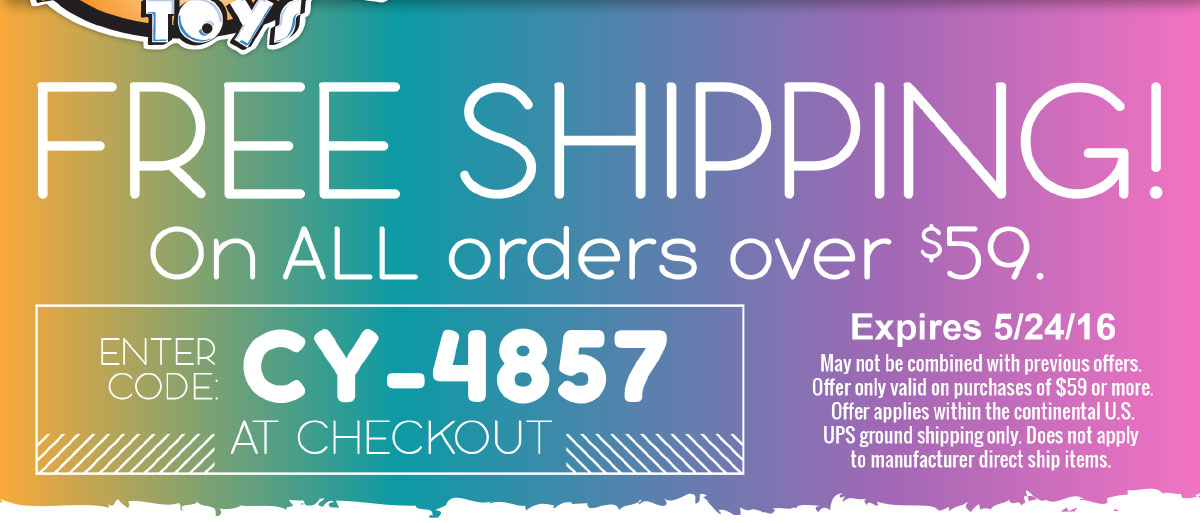 TOYS
FREE SHIPPING!
On ALL orders over $59.
ENTER
CODE: CY-4857
AT CHECKOUT
Expires 5/24/16
May not be combined with previous offers.
Offer only valid on purchases of $59 or more.
Offer applies within the continental U.S.
UPS ground shipping only. Does not apply
to manufacturer direct ship items.